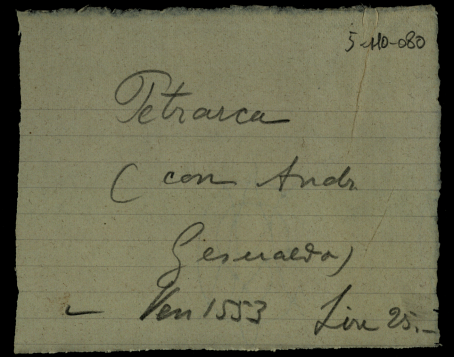 5-110-080
Petrarca
( con Andr.
Gesualdo)
– Ven 1553 Lire 25.–